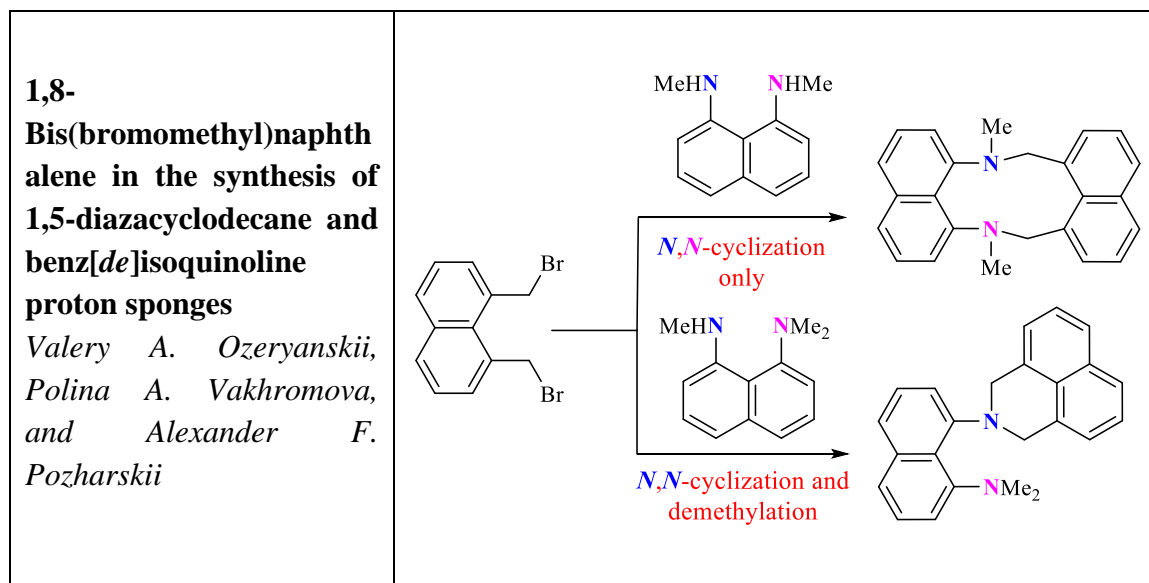 1,8-
Bis(bromomethyl)naphth
alene in the synthesis of
1,5-diazacyclodecane and
benz[de]isoquinoline
proton sponges
Valery A. Ozeryanskii,
Polina A. Vakhromova,
and Alexander F.
Pozharskii
Br
Br
MeHN NHMe
N,N-cyclization
only
MeHN NMe2
N,N-cyclization and
demethylation
Me
N
N
Me
N
NMe2